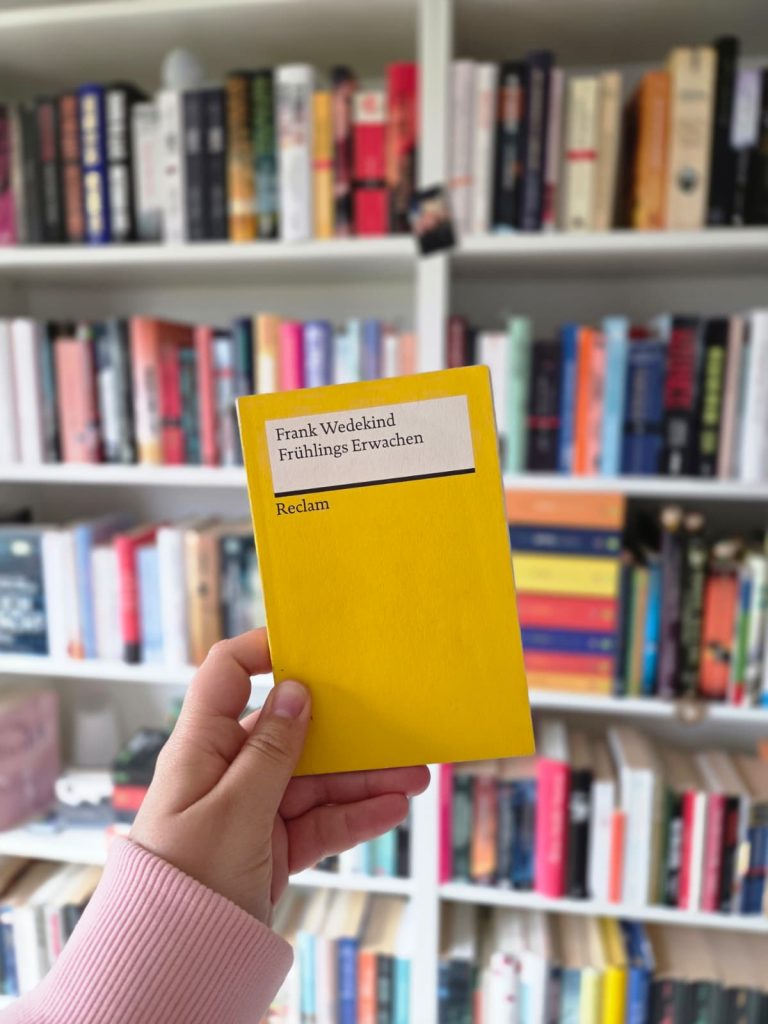 Frank Wedekind
Frühlings Erwachen
Reclam